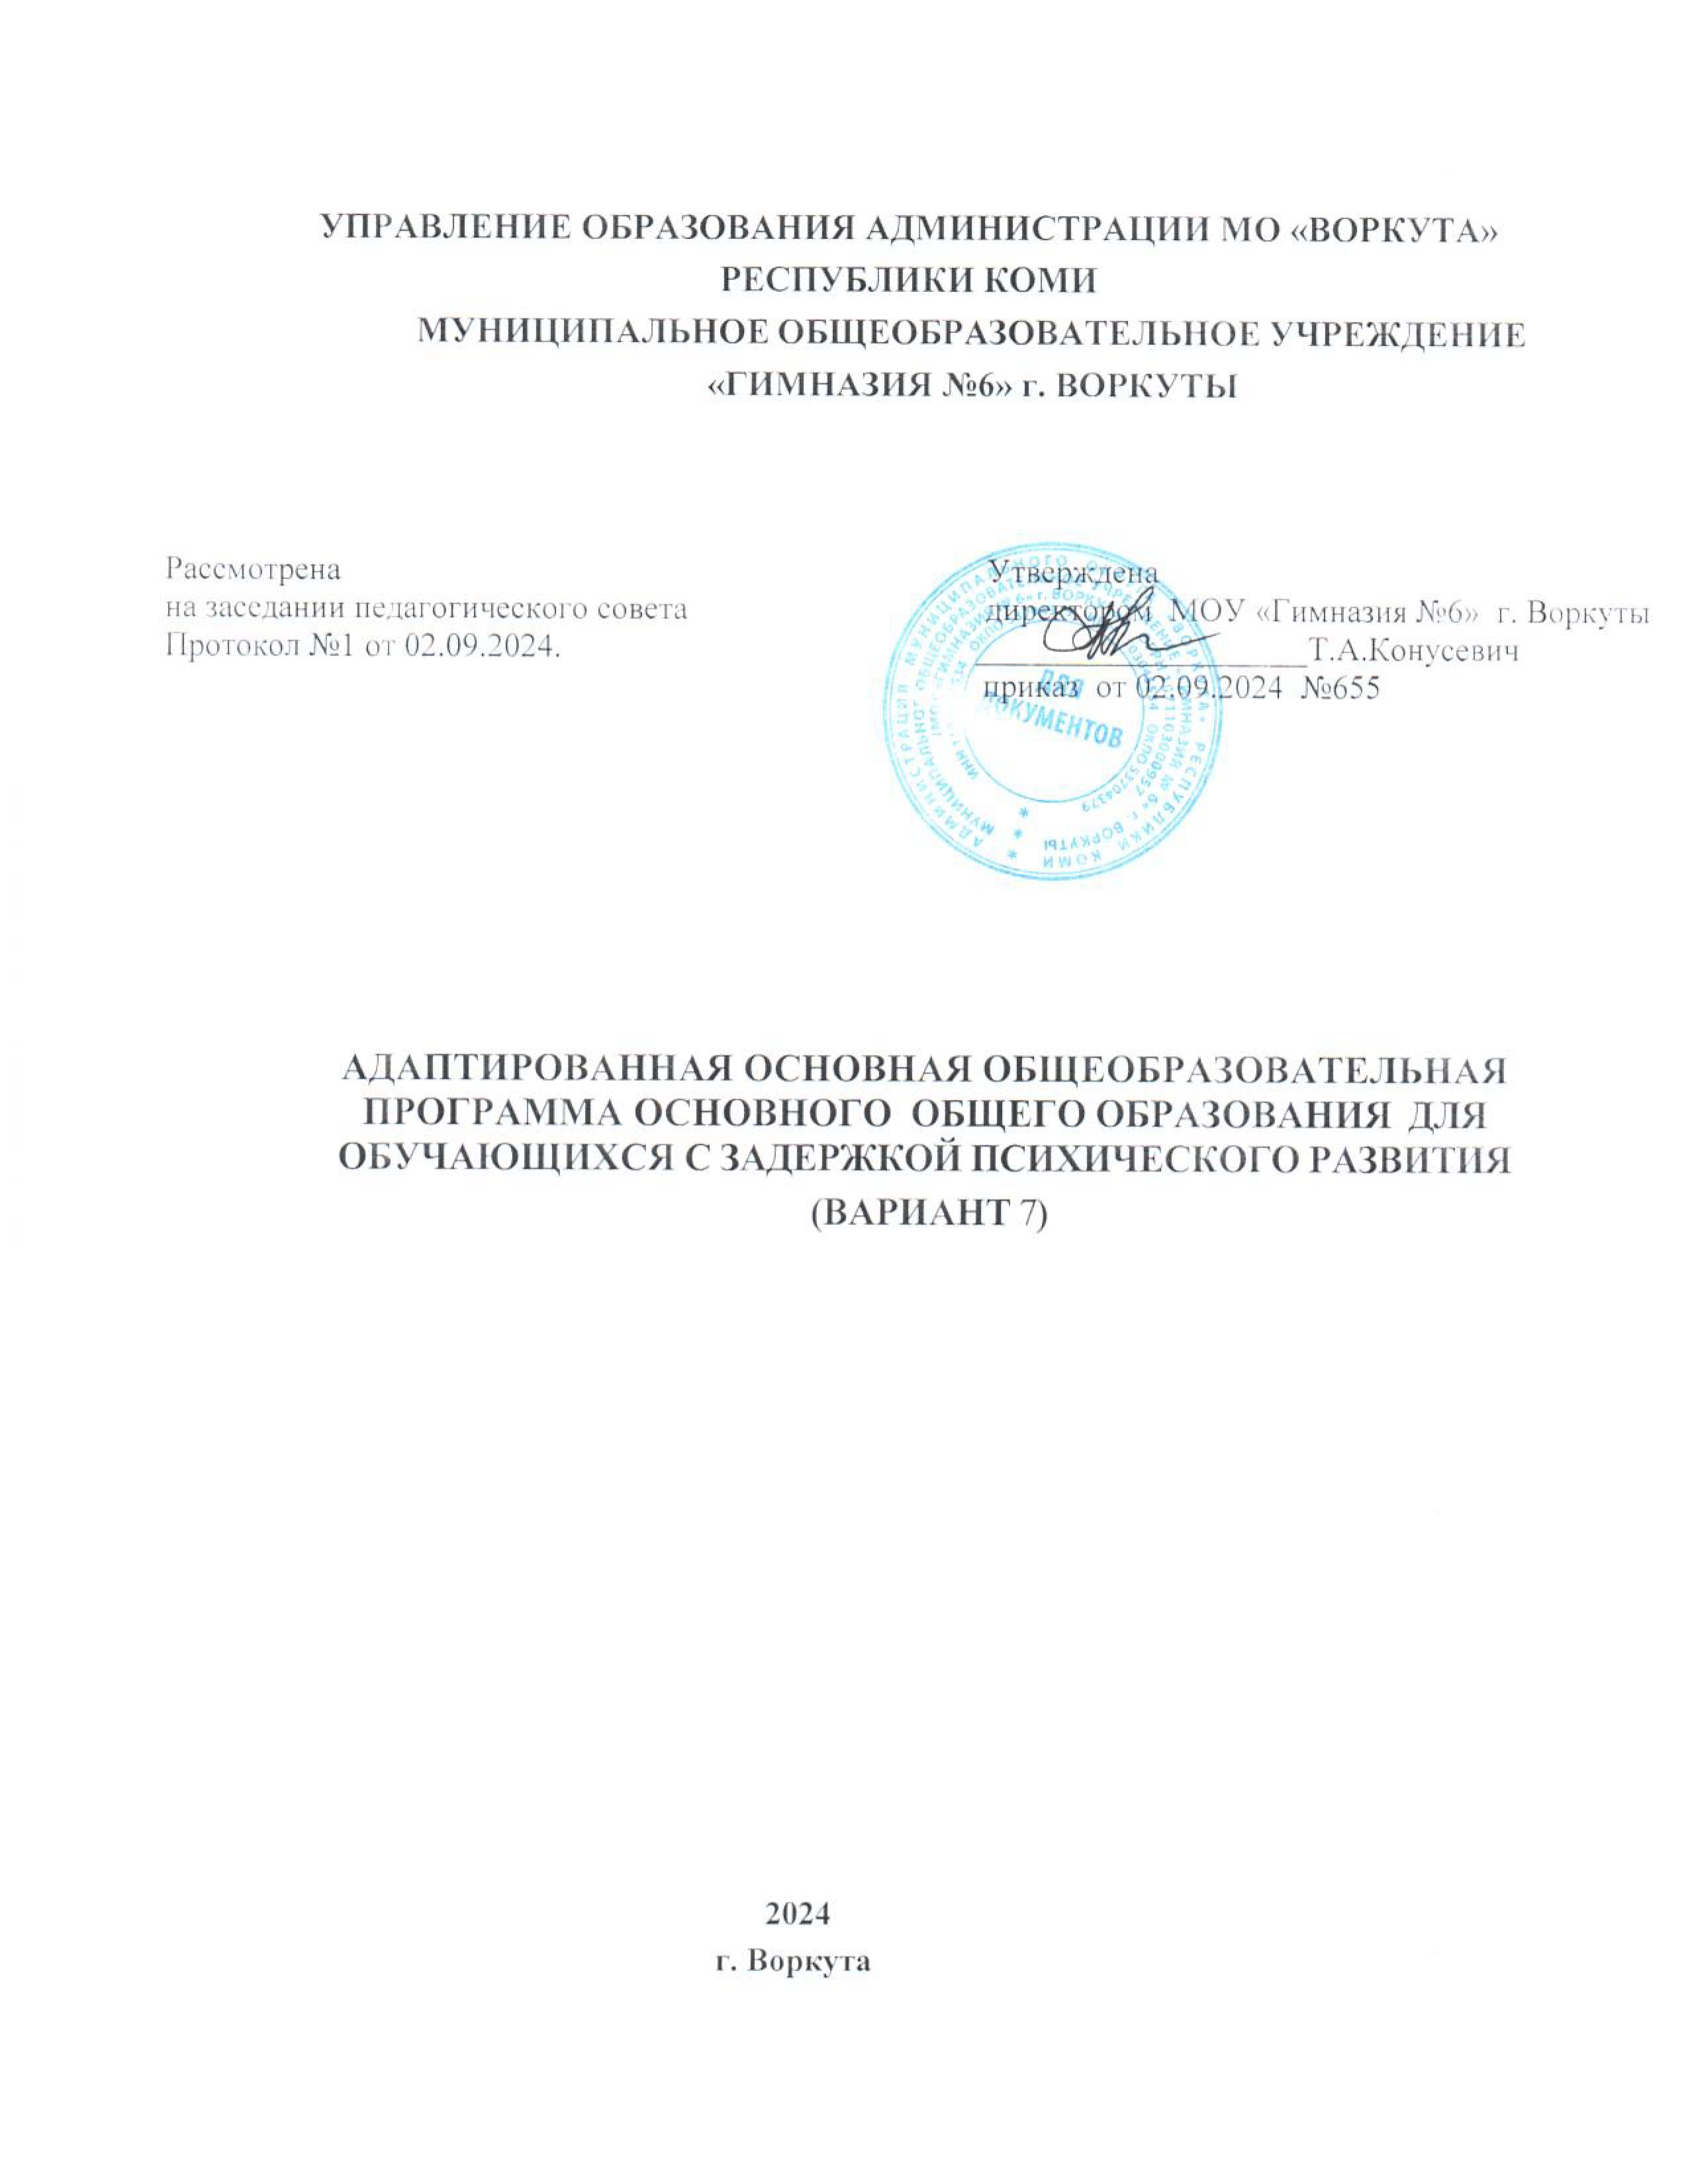 УПРАВЛЕНИЕ ОБРАЗОВАНИЯ АДМИНИСТРАЦИИ МО «ВОРКУТА»
РЕСПУБЛИКИ КОМИ
МУНИЦИПАЛЬНОЕ ОБЩЕОБРАЗОВАТЕЛЬНОЕ УЧРЕЖДЕНИЕ
«ГИМНАЗИЯ №6» г. ВОРКУТЫ
Рассмотрена
на заседании педагогического совета
Протокол №1 от 02.09.2024.
Утверждена
директором МОУ «Гимназия №6» г. Воркуты
Т.А.Конусевич
приказ от 02.09.2024 №655
ДЛЯ
ДОКУМЕНТОВ
АДАПТИРОВАННАЯ ОСНОВНАЯ ОБЩЕОБРАЗОВАТЕЛЬНАЯ
ПРОГРАММА ОСНОВНОГО ОБЩЕГО ОБРАЗОВАНИЯ ДЛЯ
ОБУЧАЮЩИХСЯ С ЗАДЕРЖКОЙ ПСИХИЧЕСКОГО РАЗВИТИЯ
(ВАРИАНТ 7)
2024
г. Воркута